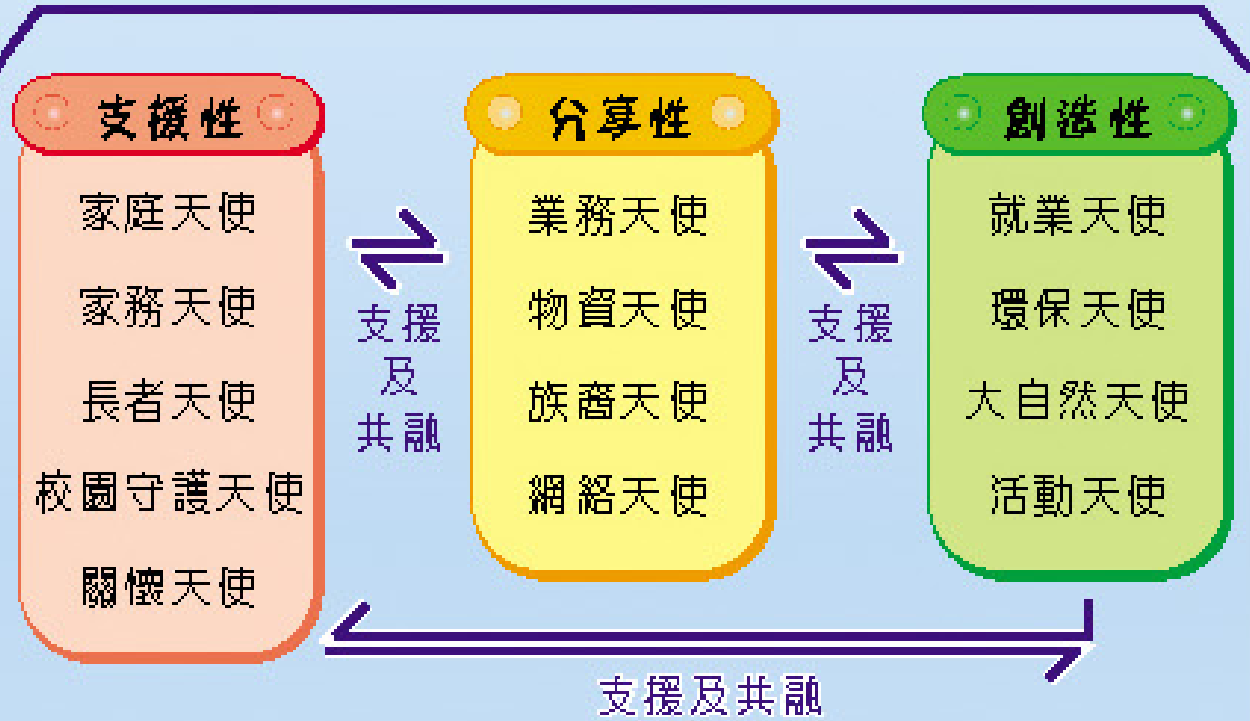 支援性
家庭天使
家務天使
長者天使
校園守護天使
關懷天使
支援
及
共融
分享性
業務天使
物資天使
族裔天使
網絡天使
支援
及
共融
創造性
就業天使
環保天使
大自然天使
活動天使
支援及共融